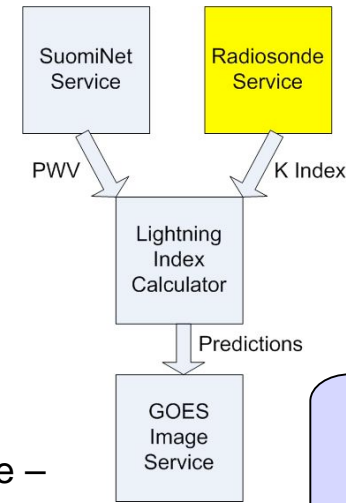 SuomiNet
Service
Radiosonde
Service
PWV
K Index
Lightning
Index
Calculator
Predictions
GOES
Image
Service
e –